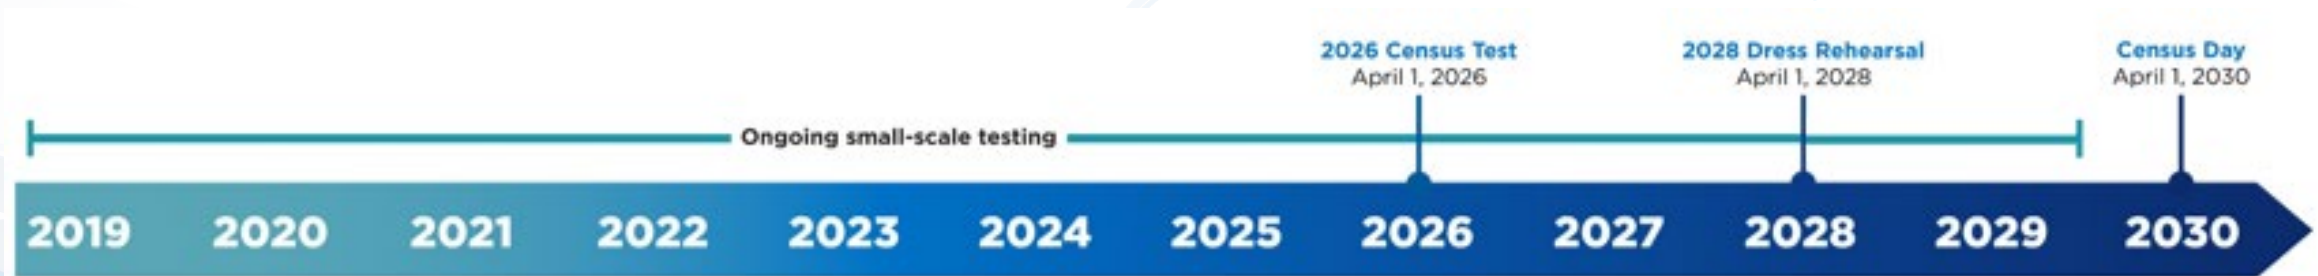 2026 Census Test
April 1, 2026
2028 Dress Rehearsal
April 1, 2028
Census Day
April 1, 2030
Ongoing small-scale testing
2019 2020 2021 2022 2023 2024 2025 2026 2027 2028 2029 2030